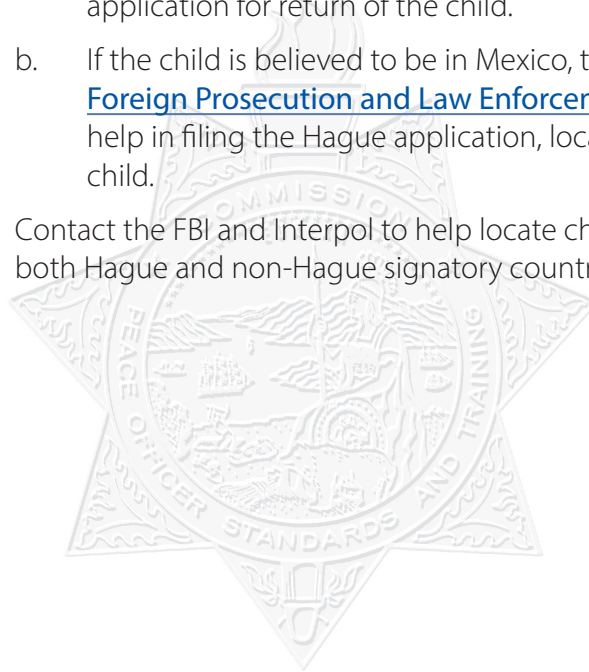 application for return of the child.
b. If the child is believed to be in Mexico, t
Foreign Prosecution and Law Enforcer
help in filing the Hague application, loca
child.
Contact the FBI and Interpol to help locate ch
both Hague and non-Hague signatory countr
COMMISSION
PEACE OFFICER STANDARDS AND TRAINING